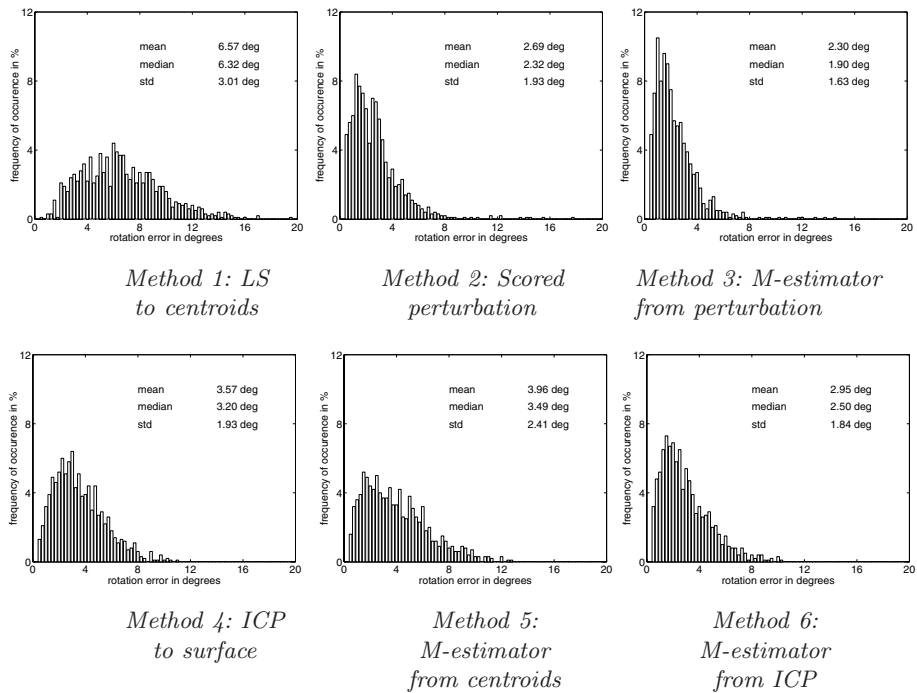 12
8
4
0
frequency of occurence in %
mean 6.57 deg
median 6.32 deg
std 3.01 deg
0 4 8 12 16 20
rotation error in degrees
Method 1: LS
to centroids
12
8
4
0
frequency of occurence in %
mean 2.69 deg
median 2.32 deg
std 1.93 deg
0 4 8 12 16 20
rotation error in degrees
Method 2: Scored
perturbation
12
8
4
0
frequency of occurence in %
mean 2.30 deg
median 1.90 deg
std 1.63 deg
0 4 8 12 16 20
rotation error in degrees
Method 3: M-estimator
from perturbation
12
8
4
0
frequency of occurence in %
mean 3.57 deg
median 3.20 deg
std 1.93 deg
0 4 8 12 16 20
rotation error in degrees
Method 4: ICP
to surface
12
8
4
0
frequency of occurence in %
mean 3.96 deg
median 3.49 deg
std 2.41 deg
0 4 8 12 16 20
rotation error in degrees
Method 5:
M-estimator
from centroids
12
8
4
0
frequency of occurence in %
mean 2.95 deg
median 2.50 deg
std 1.84 deg
0 4 8 12 16 20
rotation error in degrees
Method 6:
M-estimator
from ICP